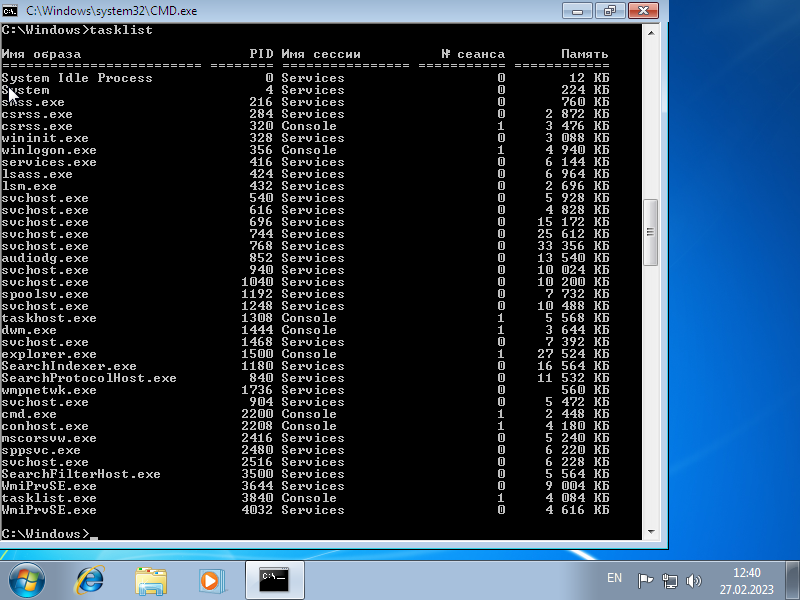 C:\Windows\system32\CMD.exe
C:\Windows>tasklist
Имя образа PID Имя сессии № сеанса Память
========================= ======== ================ =========== ============
System Idle Process 0 Services 0 12 КБ
System 4 Services 0 224 КБ
smss.exe 216 Services 0 760 КБ
csrss.exe 284 Services 0 2 872 КБ
csrss.exe 320 Console 1 3 476 КБ
wininit.exe 328 Services 0 3 088 КБ
winlogon.exe 356 Console 1 4 940 КБ
services.exe 416 Services 0 6 144 КБ
lsass.exe 424 Services 0 6 964 КБ
lsm.exe 432 Services 0 2 696 КБ
svchost.exe 540 Services 0 5 928 КБ
svchost.exe 616 Services 0 4 828 КБ
svchost.exe 696 Services 0 15 172 КБ
svchost.exe 744 Services 0 25 612 КБ
svchost.exe 768 Services 0 33 356 КБ
audiodg.exe 852 Services 0 13 540 КБ
svchost.exe 940 Services 0 10 024 КБ
svchost.exe 1040 Services 0 10 200 КБ
spoolsv.exe 1192 Services 0 7 732 КБ
svchost.exe 1248 Services 0 10 488 КБ
taskhost.exe 1308 Console 1 5 568 КБ
dwm.exe 1444 Console 1 3 644 КБ
svchost.exe 1468 Services 0 7 392 КБ
explorer.exe 1500 Console 1 27 524 КБ
SearchIndexer.exe 1180 Services 0 16 564 КБ
SearchProtocolHost.exe 840 Services 0 11 532 КБ
wmpnetwk.exe 1736 Services 0 560 КБ
svchost.exe 904 Services 0 5 472 КБ
cmd.exe 2200 Console 1 2 448 КБ
conhost.exe 2208 Console 1 4 180 КБ
mscorsvw.exe 2416 Services 0 5 240 КБ
sppsvc.exe 2480 Services 0 6 220 КБ
svchost.exe 2516 Services 0 6 228 КБ
SearchFilterHost.exe 3500 Services 0 5 564 КБ
WmiPrvSE.exe 3644 Services 0 9 004 КБ
tasklist.exe 3840 Console 1 4 084 КБ
WmiPrvSE.exe 4032 Services 0 4 616 КБ
C:\Windows>_
EN
12:40
27.02.2023